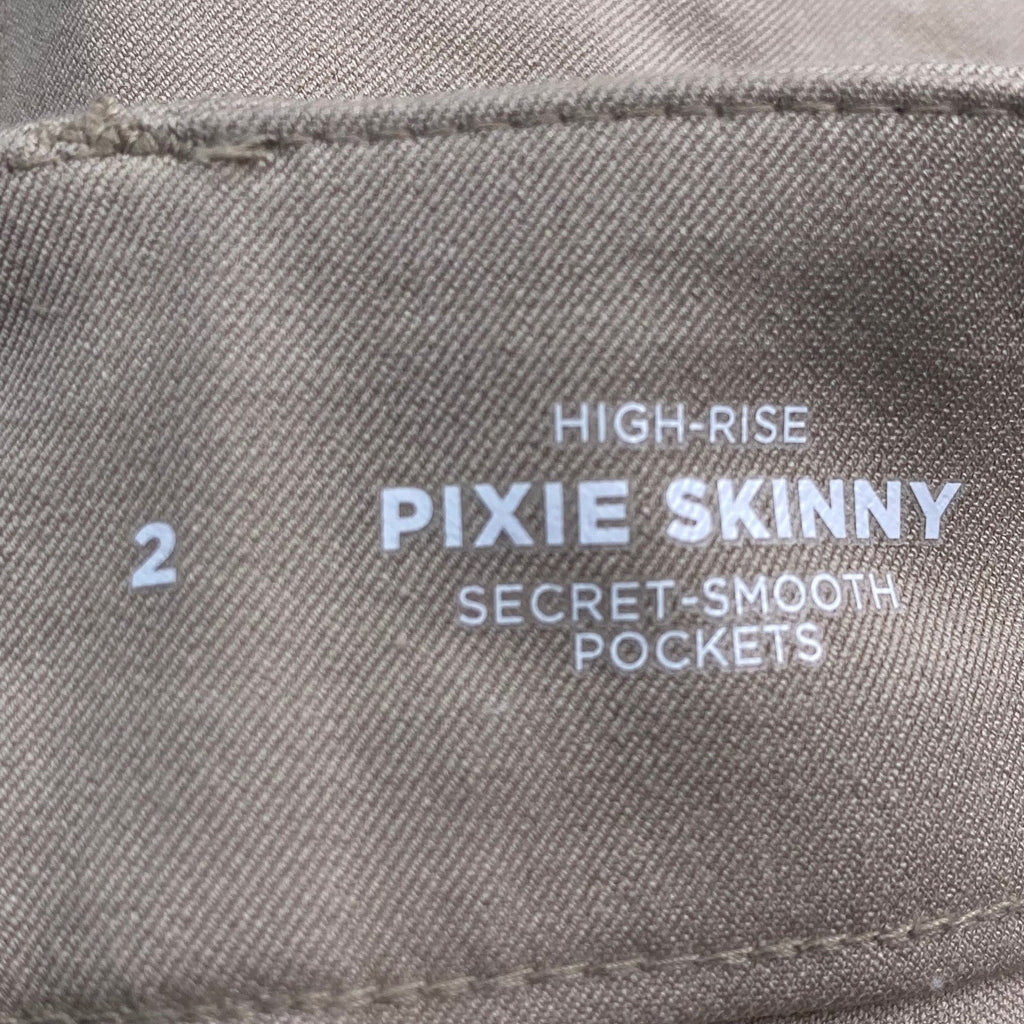 2
HIGH-RISE
PIXIE SKINNY
SECRET-SMOOTH
POCKETS